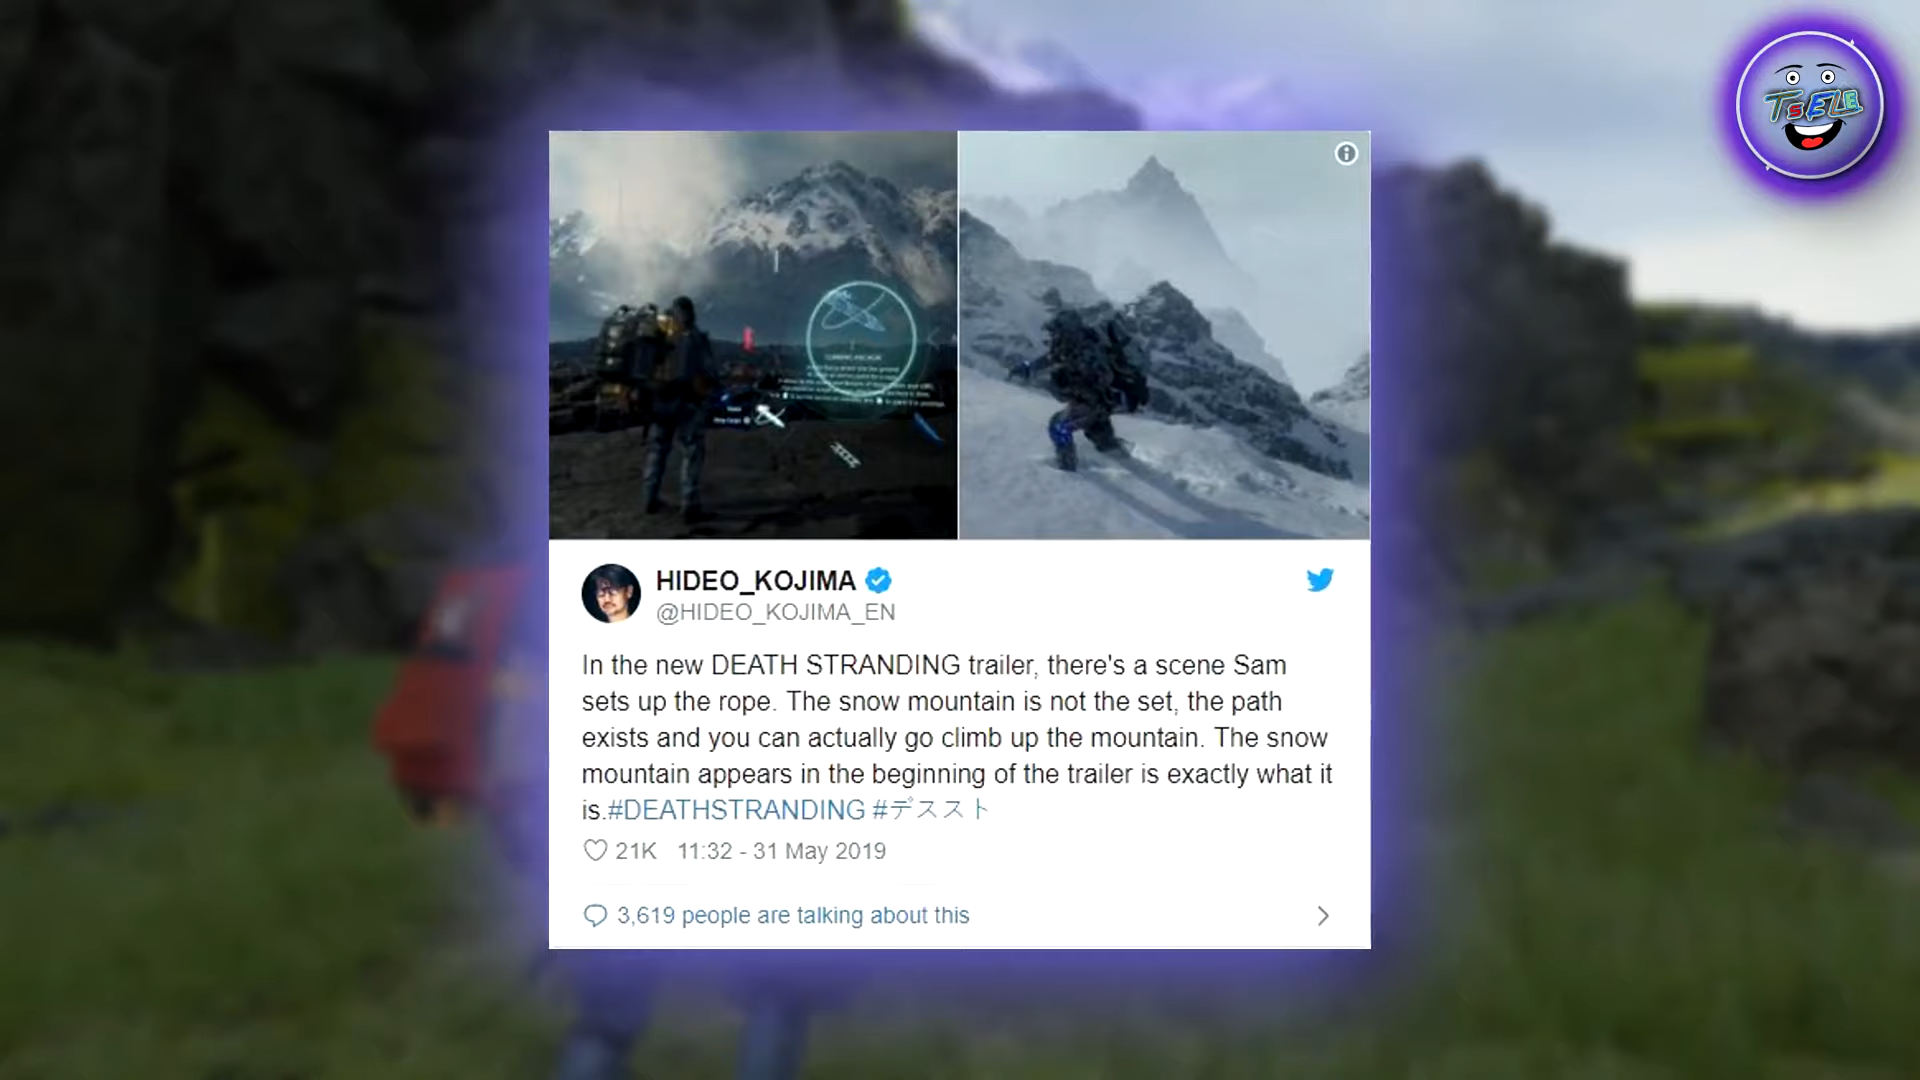 TsELE
CLIMBING ANCHOR
HIDEO_KOJIMA
@HIDEO_KOJIMA_EN
In the new DEATH STRANDING trailer, there's a scene Sam
sets up the rope. The snow mountain is not the set, the path
exists and you can actually go climb up the mountain. The snow
mountain appears in the beginning of the trailer is exactly what it
is.#DEATHSTRANDING #デススト
21K 11:32 - 31 May 2019
3,619 people are talking about this